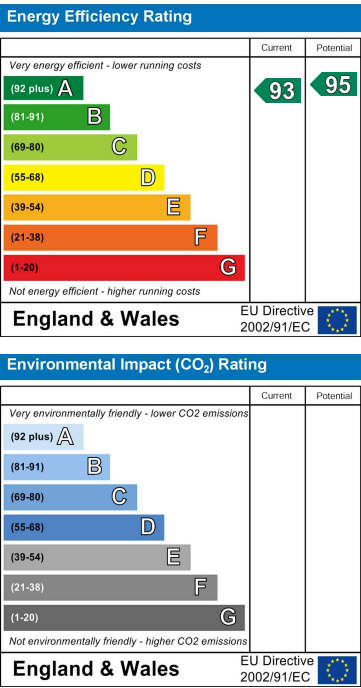 Energy Efficiency Rating
Current Potential
Very energy efficient - lower running costs
(92 plus) A
93 95
(81-91) B
(69-80) C
(55-68) D
(39-54) E
(21-38) F
(1-20) G
Not energy efficient - higher running costs
England & Wales
EU Directive
2002/91/EC
Environmental Impact (CO₂) Rating
Current Potential
Very environmentally friendly - lower CO2 emissions
(92 plus) A
(81-91) B
(69-80) C
(55-68) D
(39-54) E
(21-38) F
(1-20) G
Not environmentally friendly - higher CO2 emissions
England & Wales
EU Directive
2002/91/EC